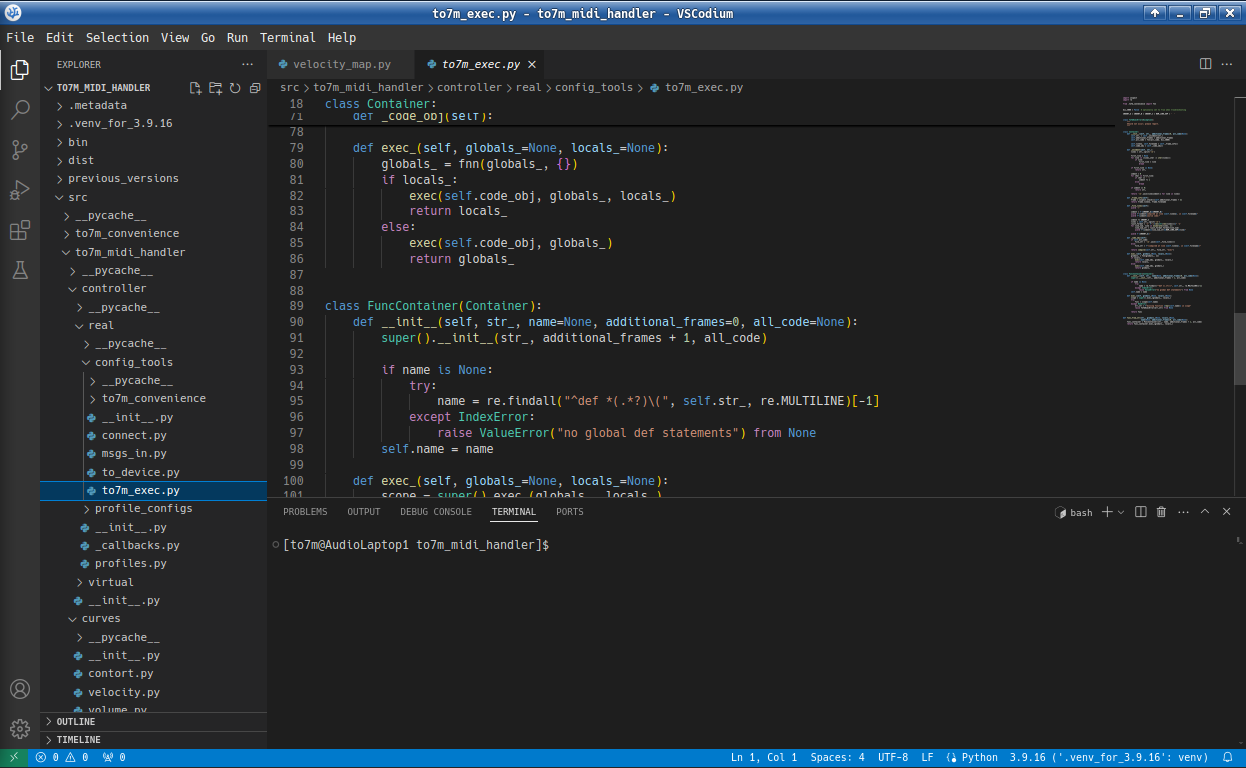 to7m_exec.py - to7m_midi_handler - VSCodium
File Edit Selection View Go Run Terminal Help
EXPLORER
TO7M_MIDI_HANDLER
.metadata
.venv_for_3.9.16
bin
dist
previous_versions
src
__pycache__
to7m_convenience
to7m_midi_handler
__pycache__
controller
__pycache__
real
__pycache__
config_tools
__pycache__
to7m_convenience
__init__.py
connect.py
msgs_in.py
to_device.py
to7m_exec.py
profile_configs
__init__.py
_callbacks.py
profiles.py
virtual
__init__.py
curves
__pycache__
__init__.py
contort.py
velocity.py
volume.py
OUTLINE
TIMELINE
velocity_map.py
to7m_exec.py
src > to7m_midi_handler > controller > real > config_tools > to7m_exec.py
18 class Container:
71 def _code_obj(self):
78
79 def exec_(self, globals_=None, locals_=None):
80 globals_ = fnn(globals_, {})
81 if locals_:
82 exec(self.code_obj, globals_, locals_)
83 return locals_
84 else:
85 exec(self.code_obj, globals_)
86 return globals_
87
88
89 class FuncContainer(Container):
90 def __init__(self, str_, name=None, additional_frames=0, all_code=None):
91 super().__init__(str_, additional_frames + 1, all_code)
92
93 if name is None:
94 try:
95 name = re.findall("^def *(.*?)\(", self.str_, re.MULTILINE)[-1]
96 except IndexError:
97 raise ValueError("no global def statements") from None
98 self.name = name
99
100 def exec_(self, globals_=None, locals_=None):
101 scope = super().exec_(globals_, locals_)
PROBLEMS OUTPUT DEBUG CONSOLE TERMINAL PORTS
bash
[to7m@AudioLaptop1 to7m_midi_handler]$
0 0 0
Ln 1, Col 1 Spaces: 4 UTF-8 LF Python 3.9.16 ('.venv_for_3.9.16': venv)